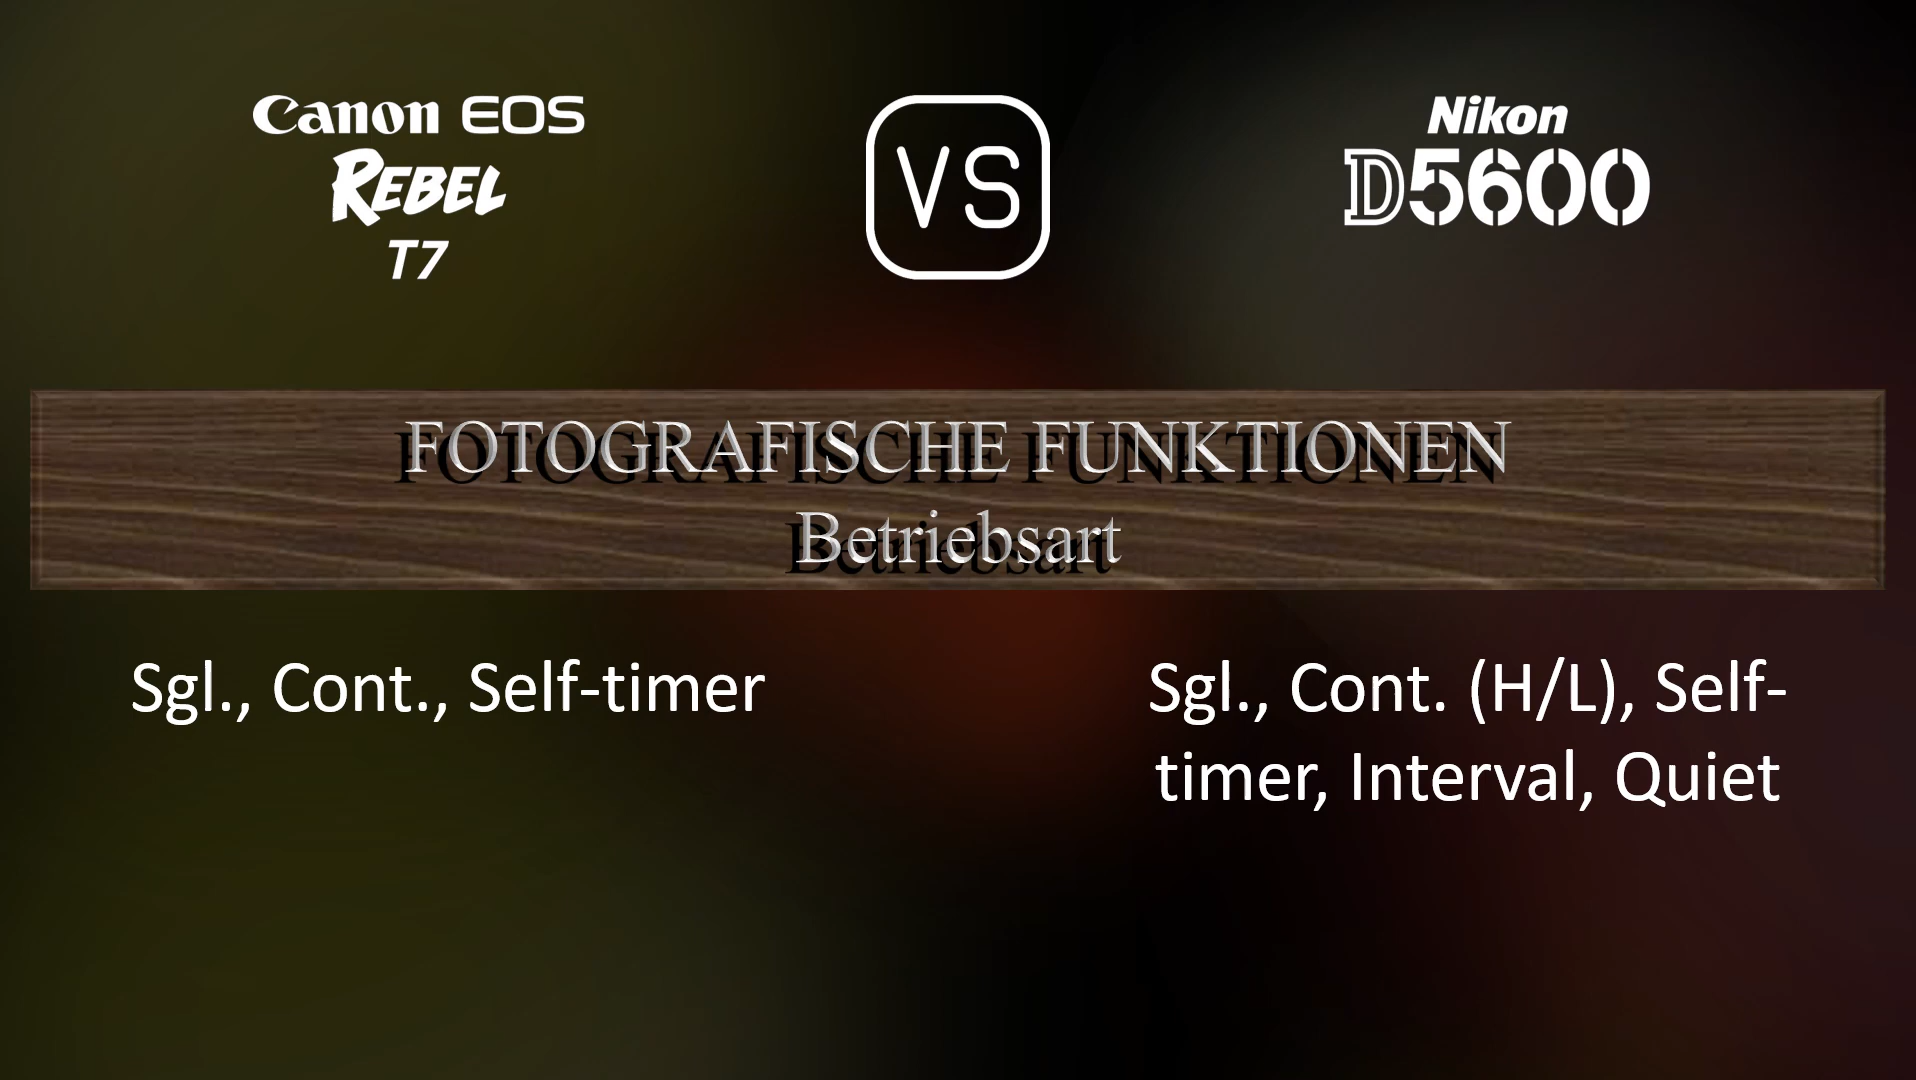 Canon EOS
REBEL
T7
VS
Nikon
D5600
FOTOGRAFISCHE FUNKTIONEN
Betriebsart
Sgl., Cont., Self-timer
Sgl., Cont. (H/L), Self-
timer, Interval, Quiet